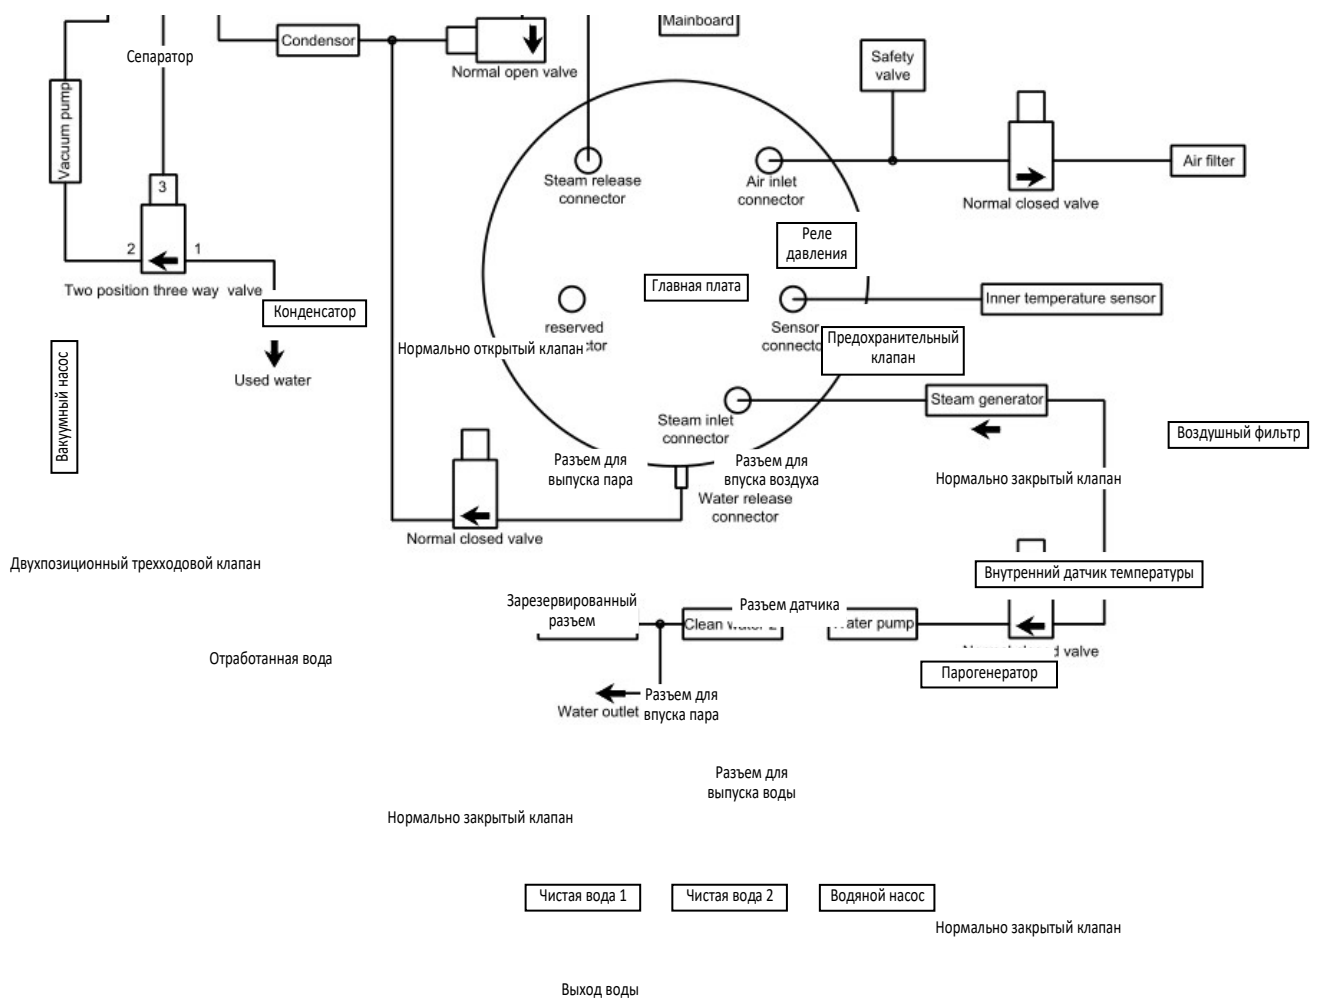 Mainboard
Condensor
Сепаратор
Safety
valve
Normal open valve
Vacuum pump
Air filter
3
Steam release
connector
Air inlet
connector
Normal closed valve
Реле
давления
2
1
Two position three way valve
Главная плата
Inner temperature sensor
Конденсатор
reserved
Sensor
Нормально открытый клапан
Предохранительный
клапан
Used water
Вакуумный насос
Steam generator
Steam inlet
connector
Воздушный фильтр
Разъем для
выпуска пара
Разъем для
впуска воздуха
Нормально закрытый клапан
Water release
connector
Normal closed valve
Двухпозиционный трехходовой клапан
Внутренний датчик температуры
Зарезервированный
разъем
Разъем датчика
Clean
pump
valve
Отработанная вода
Парогенератор
Разъем для
впуска пара
Water outlet
Разъем для
выпуска воды
Нормально закрытый клапан
Чистая вода 1
Чистая вода 2
Водяной насос
Нормально закрытый клапан
Выход воды